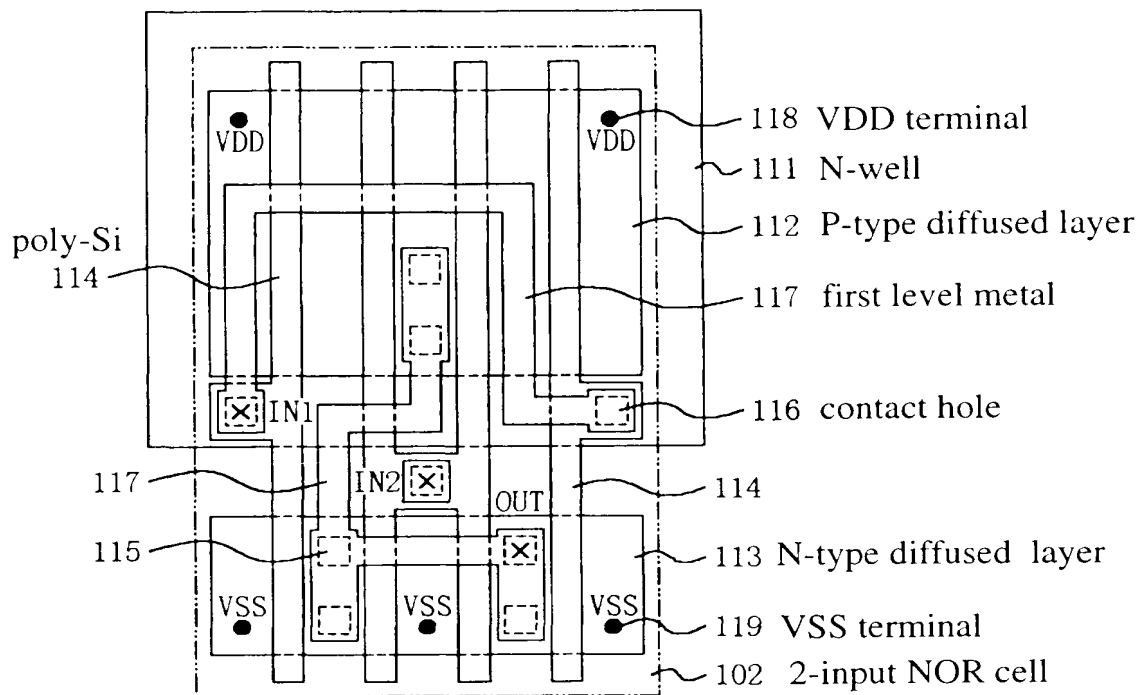 VDD
VDD
118 VDD terminal
111 N-well
112 P-type diffused layer
poly-Si
114
117 first level metal
IN1
116 contact hole
117
IN2
OUT
114
115
113 N-type diffused layer
VSS
VSS
VSS
119 VSS terminal
102 2-input NOR cell